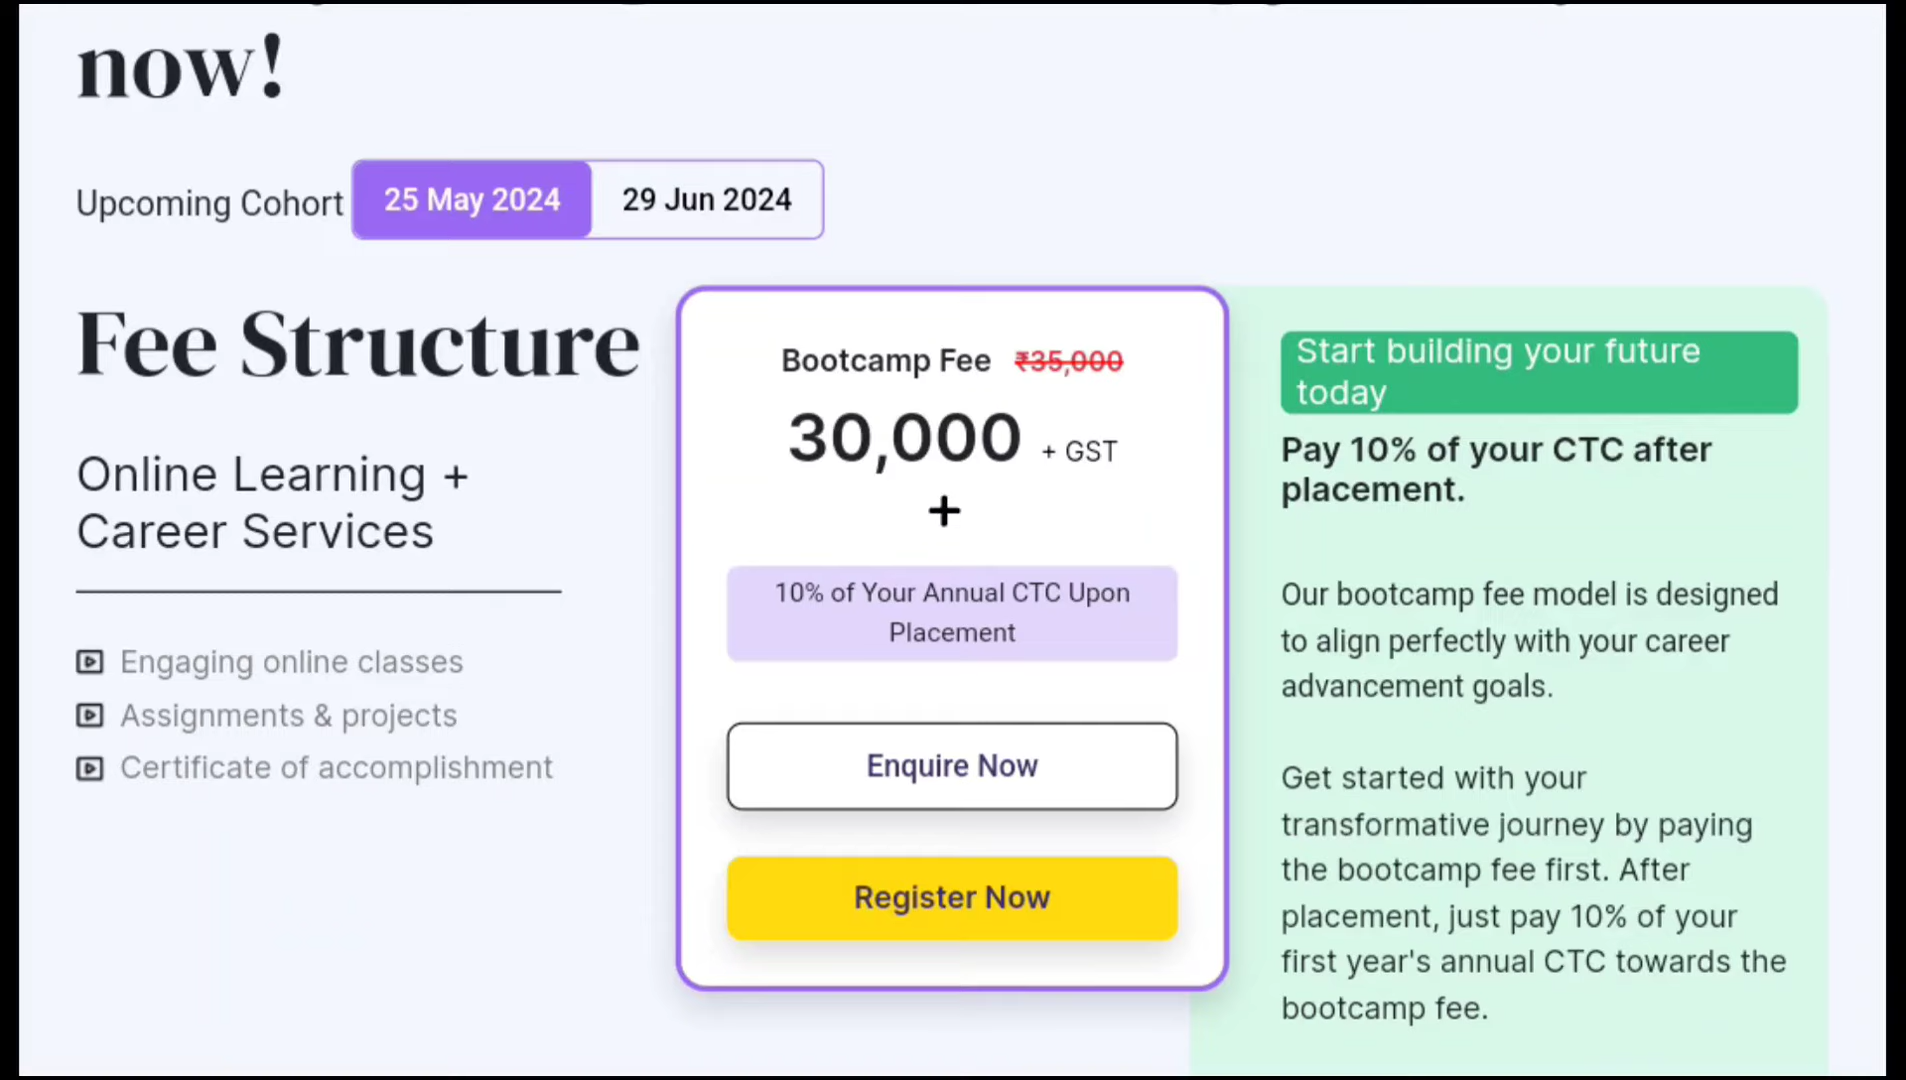 now!
Upcoming Cohort 25 May 2024 29 Jun 2024
Fee Structure
Online Learning +
Career Services
Engaging online classes
Assignments & projects
Certificate of accomplishment
Bootcamp Fee ₹35,000
30,000 + GST
+
10% of Your Annual CTC Upon
Placement
Enquire Now
Register Now
Start building your future
today
Pay 10% of your CTC after
placement.
Our bootcamp fee model is designed
to align perfectly with your career
advancement goals.
Get started with your
transformative journey by paying
the bootcamp fee first. After
placement, just pay 10% of your
first year's annual CTC towards the
bootcamp fee.